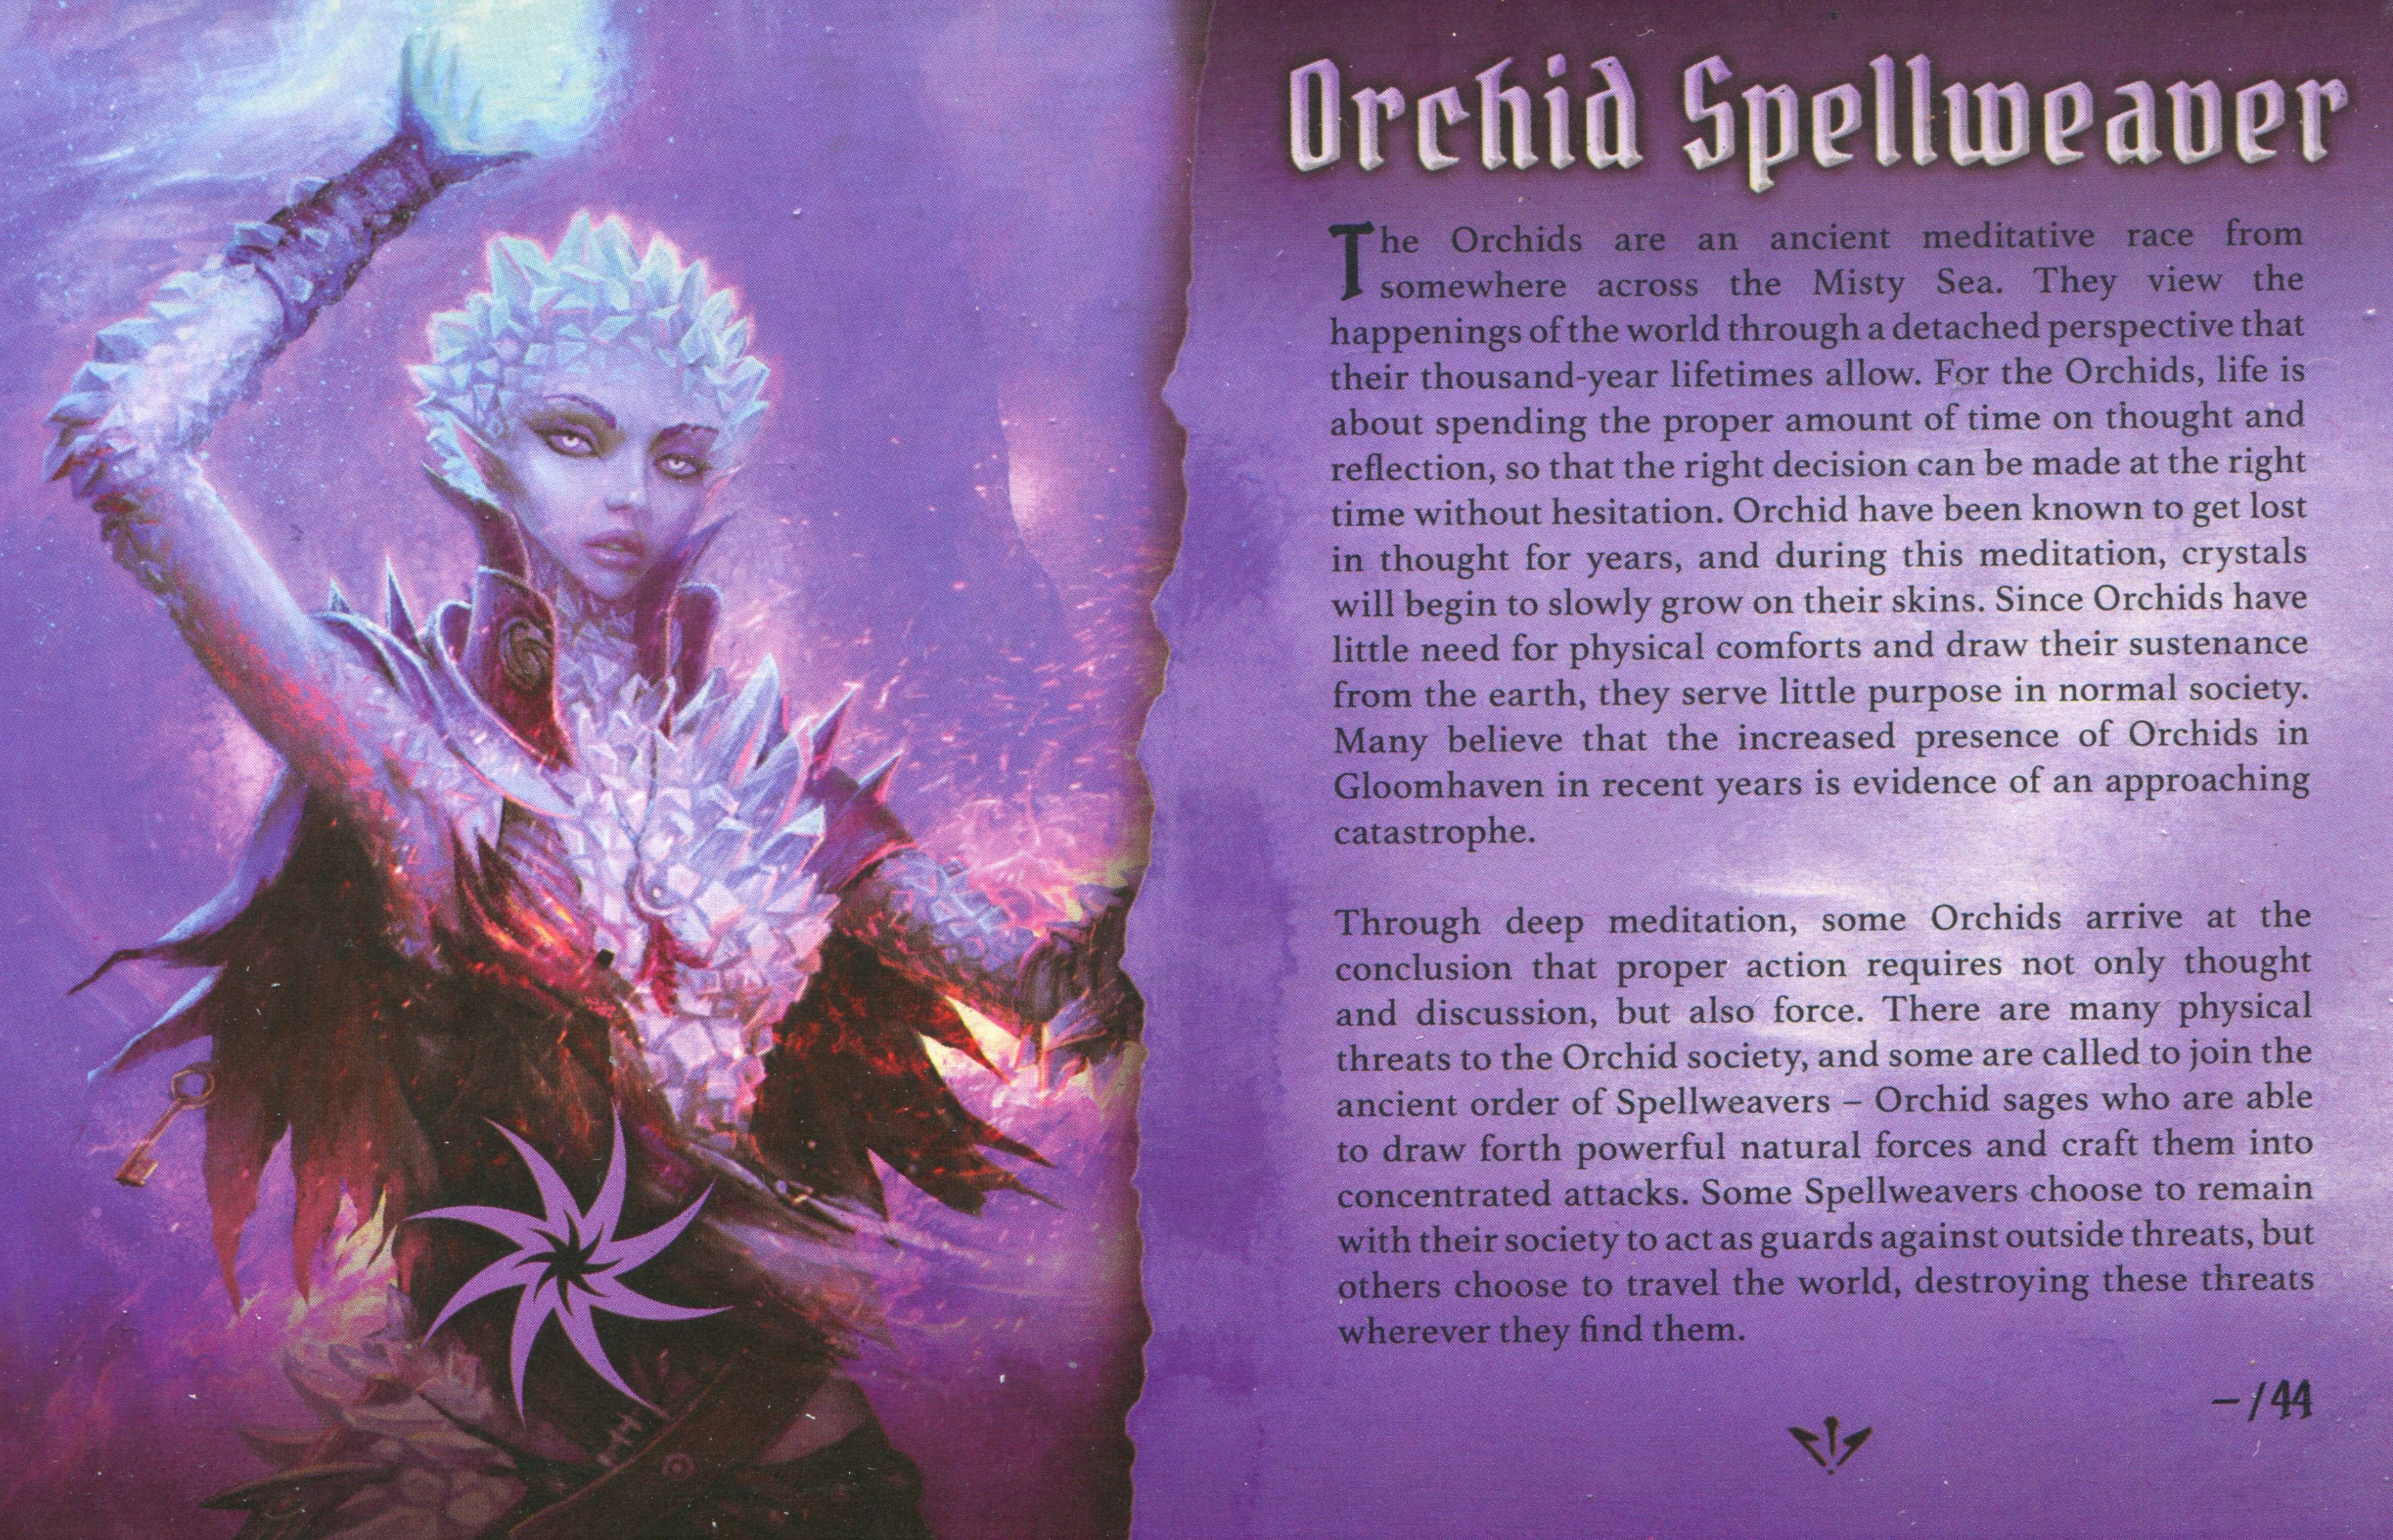 Orchid Spellweaver
The Orchids are an ancient meditative race from
somewhere across the Misty Sea. They view the
happenings of the world through a detached perspective that
their thousand-year lifetimes allow. For the Orchids, life is
about spending the proper amount of time on thought and
reflection, so that the right decision can be made at the right
time without hesitation. Orchid have been known to get lost
in thought for years, and during this meditation, crystals
will begin to slowly grow on their skins. Since Orchids have
little need for physical comforts and draw their sustenance
from the earth, they serve little purpose in normal society.
Many believe that the increased presence of Orchids in
Gloomhaven in recent years is evidence of an approaching
catastrophe.
Through deep meditation, some Orchids arrive at the
conclusion that proper action requires not only thought
and discussion, but also force. There are many physical
threats to the Orchid society, and some are called to join the
ancient order of Spellweavers – Orchid sages who are able
to draw forth powerful natural forces and craft them into
concentrated attacks. Some Spellweavers choose to remain
with their society to act as guards against outside threats, but
others choose to travel the world, destroying these threats
wherever they find them.
– / 44